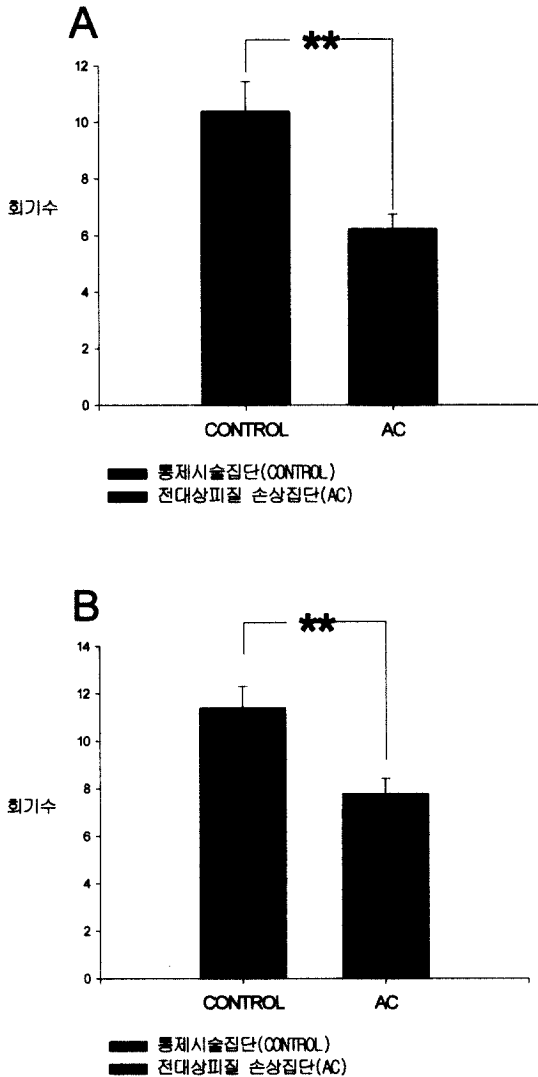 A
**
12
10
8
회기수
6
4
2
0
CONTROL AC
통제시술집단(CONTROL)
전대상피질 손상집단(AC)
B
**
14
12
10
회기수
8
6
4
2
0
CONTROL AC
통제시술집단(CONTROL)
전대상피질 손상집단(AC)